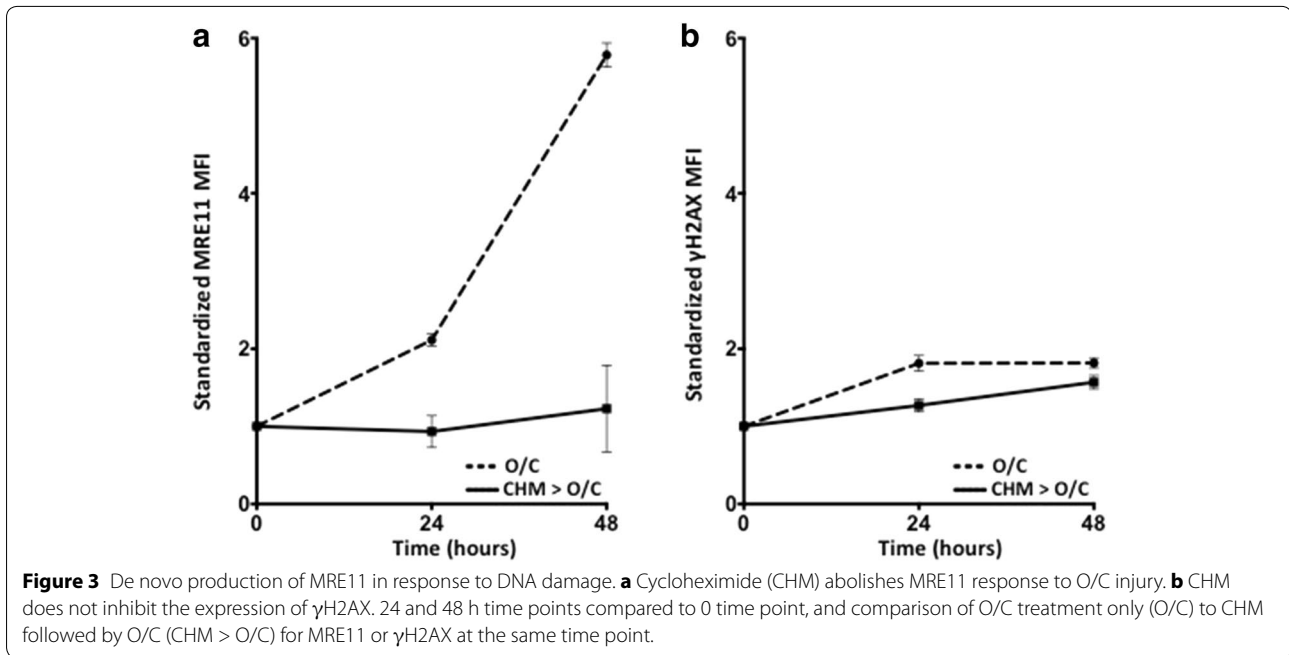 a
6
4
2
0
Standardized MRE11 MFI
O/C
CHM > O/C
0 24 48
Time (hours)
b
6
4
2
0
Standardized γH2AX MFI
O/C
CHM > O/C
0 24 48
Time (hours)
Figure 3 De novo production of MRE11 in response to DNA damage. a Cycloheximide (CHM) abolishes MRE11 response to O/C injury. b CHM
does not inhibit the expression of γH2AX. 24 and 48 h time points compared to 0 time point, and comparison of O/C treatment only (O/C) to CHM
followed by O/C (CHM > O/C) for MRE11 or γH2AX at the same time point.